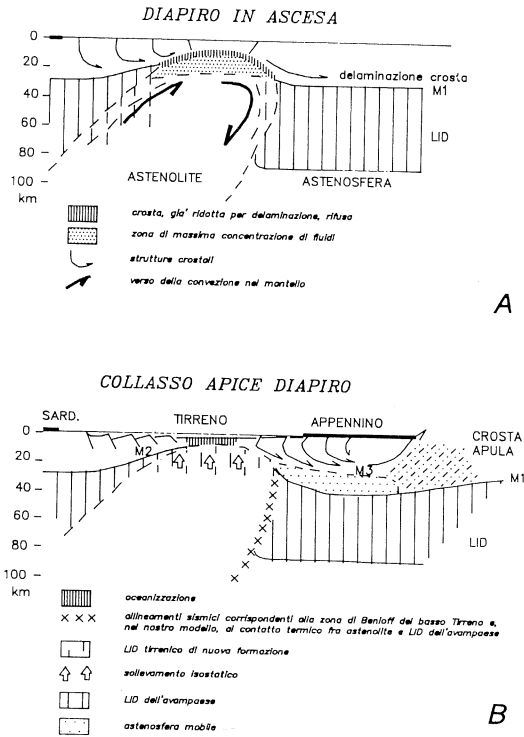 DIAPIRO IN ASCESA
0
20
40
60
80
100
km
delaminazione crosta
M1
LID
ASTENOLITE
ASTENOSFERA
crosta, gia' ridotta per delaminazione, rifusa
zona di massima concentrazione di fluidi
strutture crostali
verso della convezione nel mantello
A
COLLASSO APICE DIAPIRO
SARD.
TIRRENO
APPENNINO
0
20
40
60
80
100
km
M2
M3
CROSTA
APULA
M1
LID
oceanizzazione
allineamenti sismici corrispondenti alla zona di Benioff del basso Tirreno e,
nel nostro modello, al contatto termico fra astenolite e LID dell'avampaese
LID tirrenico di nuova formazione
sollevamento isostatico
LID dell'avampaese
astenosfera mobile
B